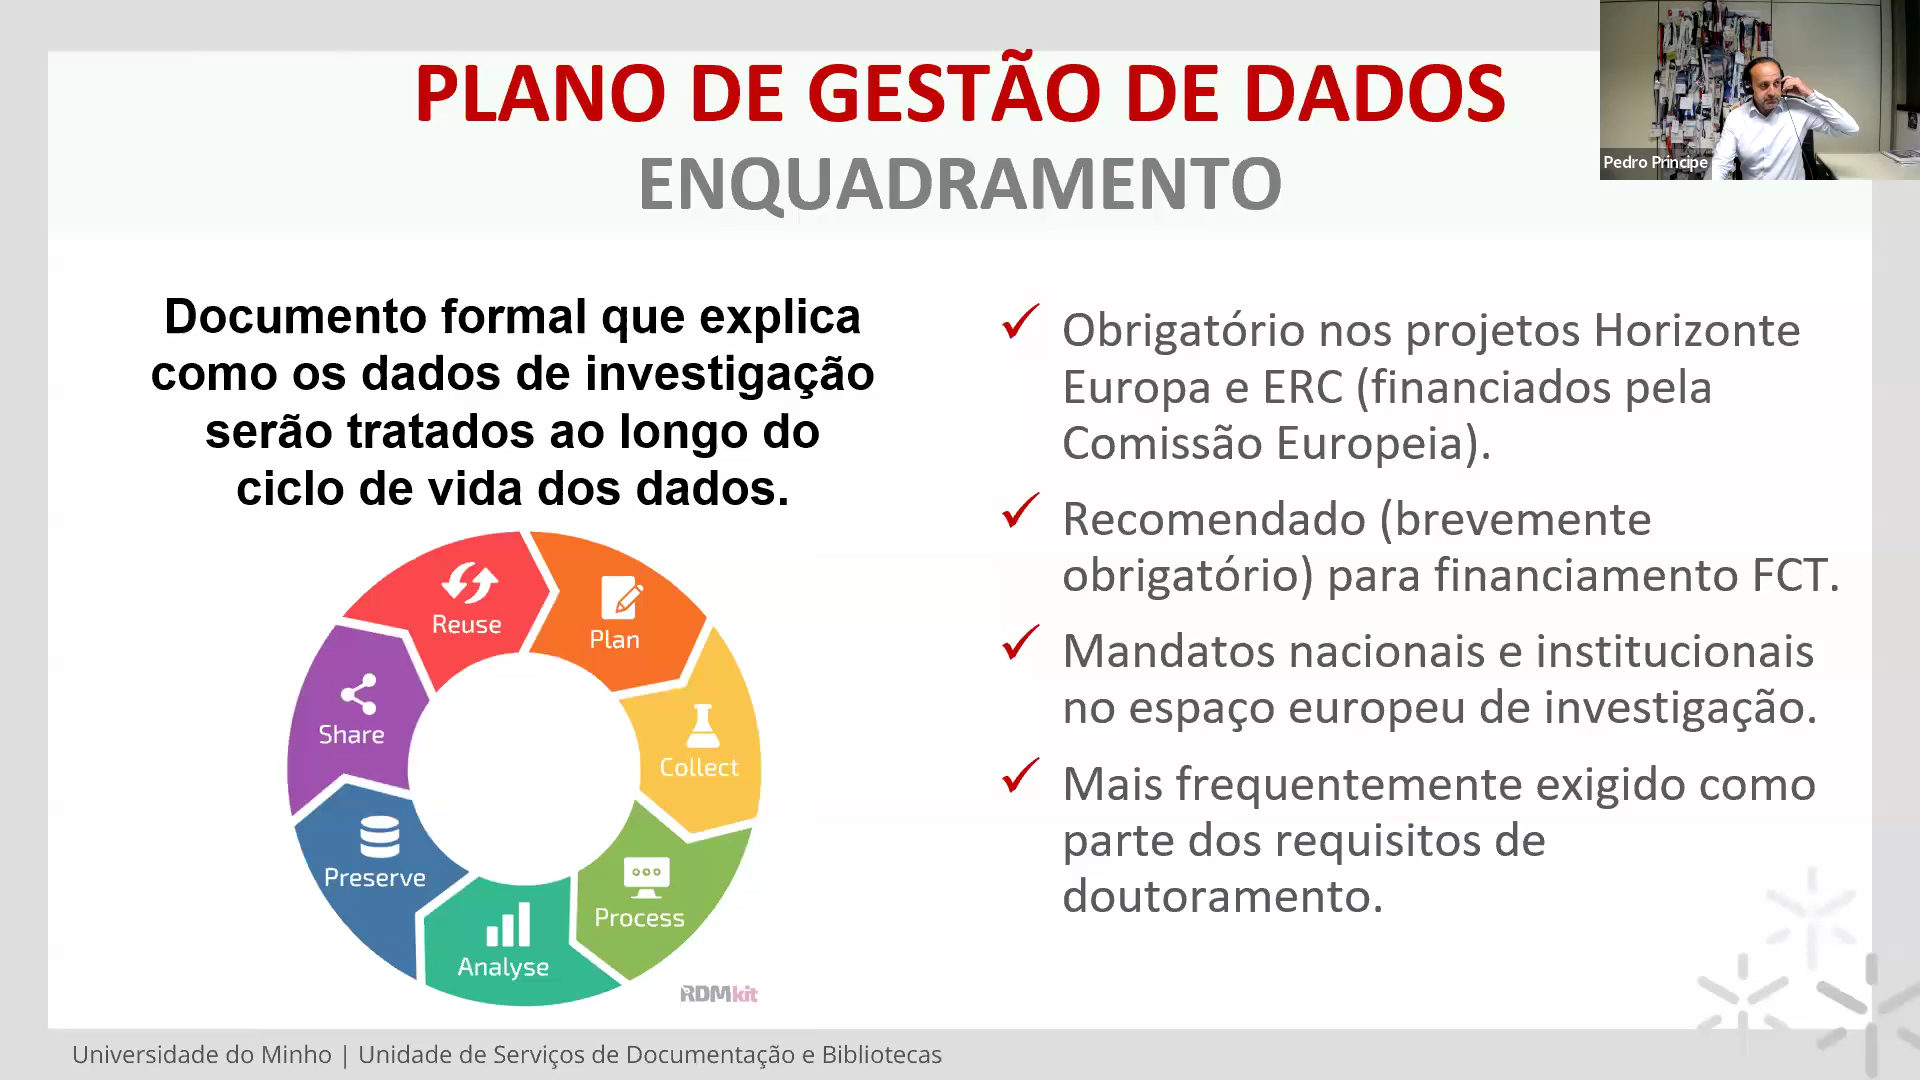 PLANO DE GESTÃO DE DADOS
ENQUADRAMENTO
Pedro Principe
Documento formal que explica
como os dados de investigação
serão tratados ao longo do
ciclo de vida dos dados.
Reuse
Plan
Share
Collect
Preserve
Process
Analyse
RDMkit
Obrigatório nos projetos Horizonte
Europa e ERC (financiados pela
Comissão Europeia).
Recomendado (brevemente
obrigatório) para financiamento FCT.
Mandatos nacionais e institucionais
no espaço europeu de investigação.
Mais frequentemente exigido como
parte dos requisitos de
doutoramento.
Universidade do Minho | Unidade de Serviços de Documentação e Bibliotecas